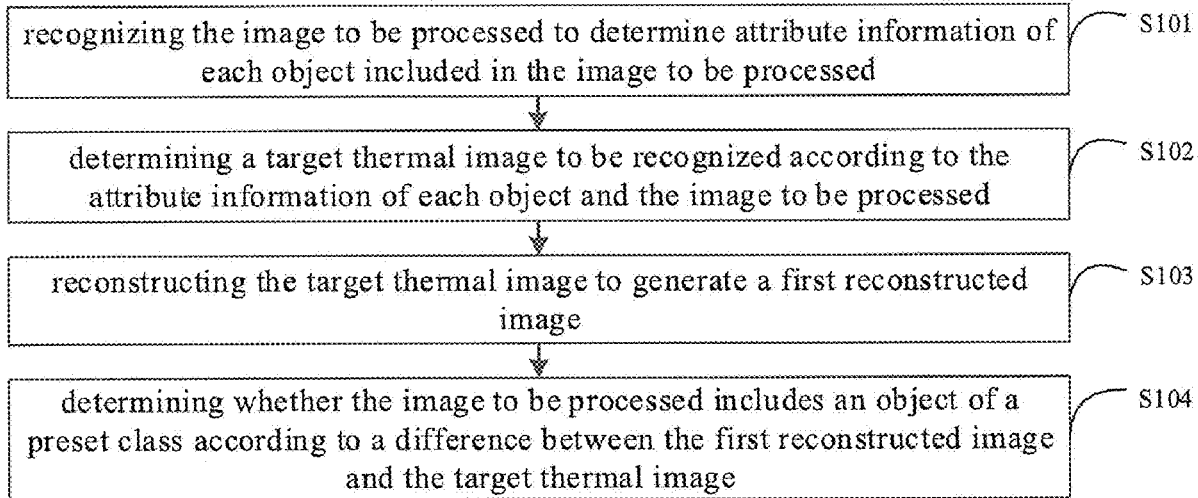 recognizing the image to be processed to determine attribute information of
each object included in the image to be processed
S101
determining a target thermal image to be recognized according to the
attribute information of each object and the image to be processed
S102
reconstructing the target thermal image to generate a first reconstructed
image
S103
determining whether the image to be processed includes an object of a
preset class according to a difference between the first reconstructed image
and the target thermal image
S104